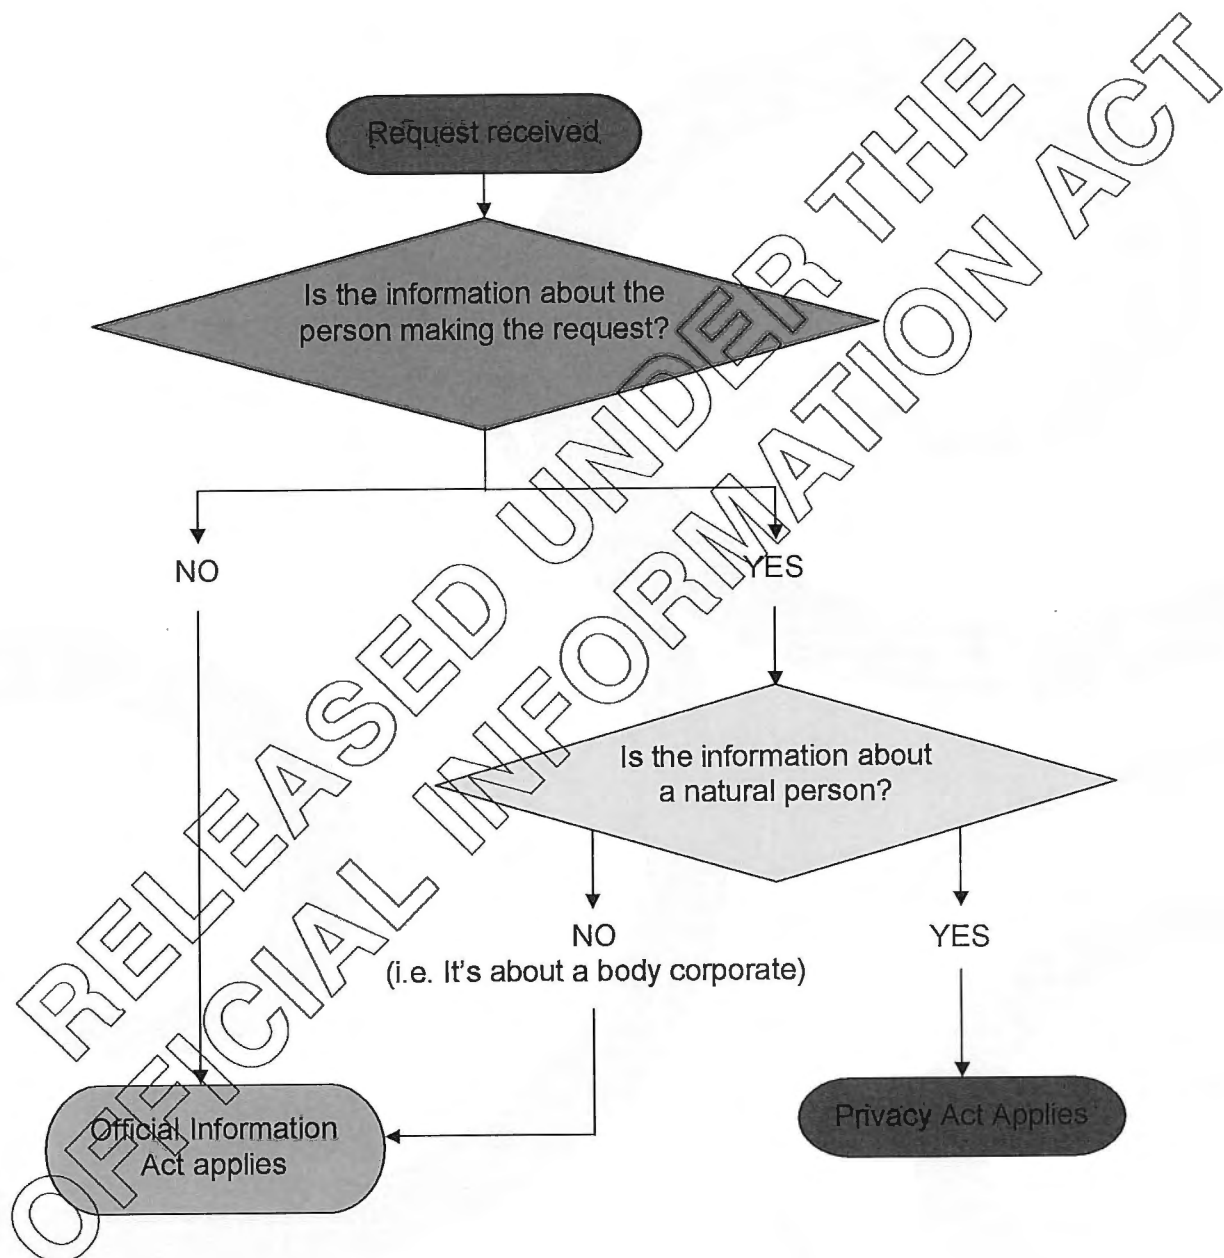 Request received
Is the information about the
person making the request?
NO
YES
Is the information about
a natural person?
NO
(i.e. It's about a body corporate)
YES
Official Information
Act applies
Privacy Act Applies
RELEASED UNDER THE
OFFICIAL INFORMATION ACT